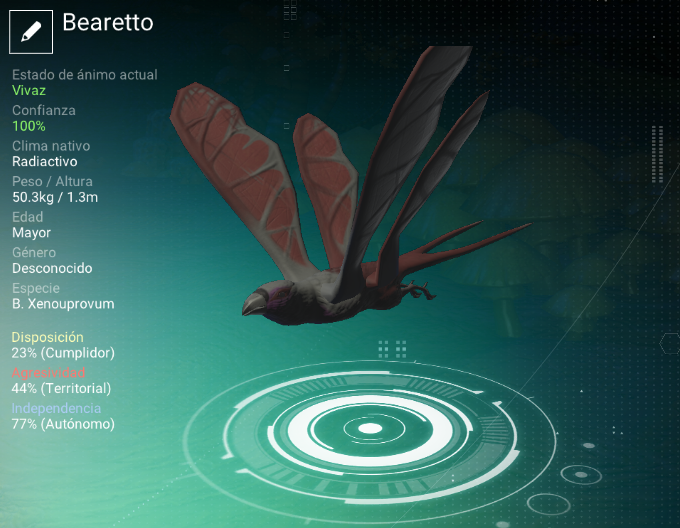 Bearetto
Estado de ánimo actual
Vivaz
Confianza
100%
Clima nativo
Radiactivo
Peso / Altura
50.3kg / 1.3m
Edad
Mayor
Género
Desconocido
Especie
B. Xenouprovum
Disposición
23% (Cumplidor)
Agresividad
44% (Territorial)
Independencia
77% (Autónomo)